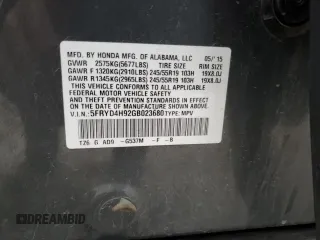 MFD. BY HONDA MFG. OF ALABAMA, LLC 05/'15
GVWR 2575KG(5677LBS) TIRE SIZE RIM SIZE
GAWR F 1320KG(2910LBS) 245/55R19 103H 19X8.0J
GAWR R 1345KG(2965LBS) 245/55R19 103H 19X8.0J
THIS VEHICLE CONFORMS TO ALL APPLICABLE
FEDERAL MOTOR VEHICLE SAFETY AND THEFT
PREVENTION STANDARDS IN EFFECT ON THE
DATE OF MANUFACTURE SHOWN ABOVE.
V.I.N.: 5FRYD4H92GB023680 TYPE: MPV
TZ6 G AD9 -G537M -F -B
DREAMBID